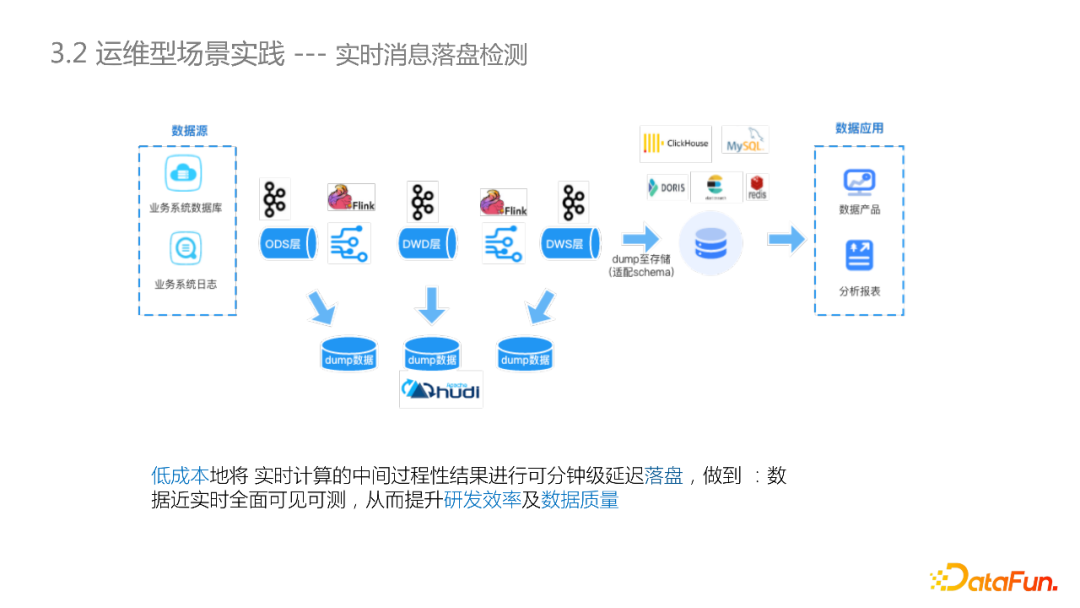 3.2 运维型场景实践 --- 实时消息落盘检测
数据源
业务系统数据库
业务系统日志
Flink
Flink
ODS层
DWD层
DWS层
dump至存储
(适配schema)
ClickHouse
MySQL
DORIS
redis
数据应用
数据产品
分析报表
dump数据
dump数据
dump数据
Apache
hudi
低成本地将 实时计算的中间过程性结果进行可分钟级延迟落盘，做到 ：数
据近实时全面可见可测，从而提升研发效率及数据质量
DataFun.